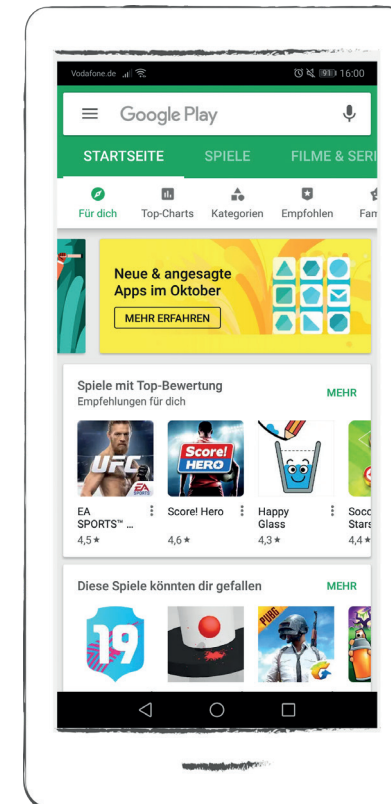 Vodafone.de 91 16:00
Google Play
STARTSEITE SPIELE FILME & SERI
Für dich Top-Charts Kategorien Empfohlen Fam
Neue & angesagte
Apps im Oktober
MEHR ERFAHREN
Spiele mit Top-Bewertung MEHR
Empfehlungen für dich
UFC
EA
SPORTS
Score!
HERO
EA
SPORTS™ ...
4,5★
Score! Hero
4,6★
Happy
Glass
4,3★
Socc
Stars
4,4★
Diese Spiele könnten dir gefallen MEHR
19
PUBG